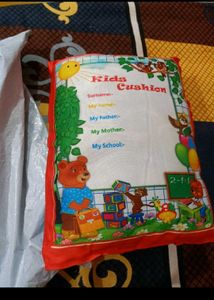 Kids
Cushion
Surname:-
My Name:-
My Father:-
My Mother:-
My School:-